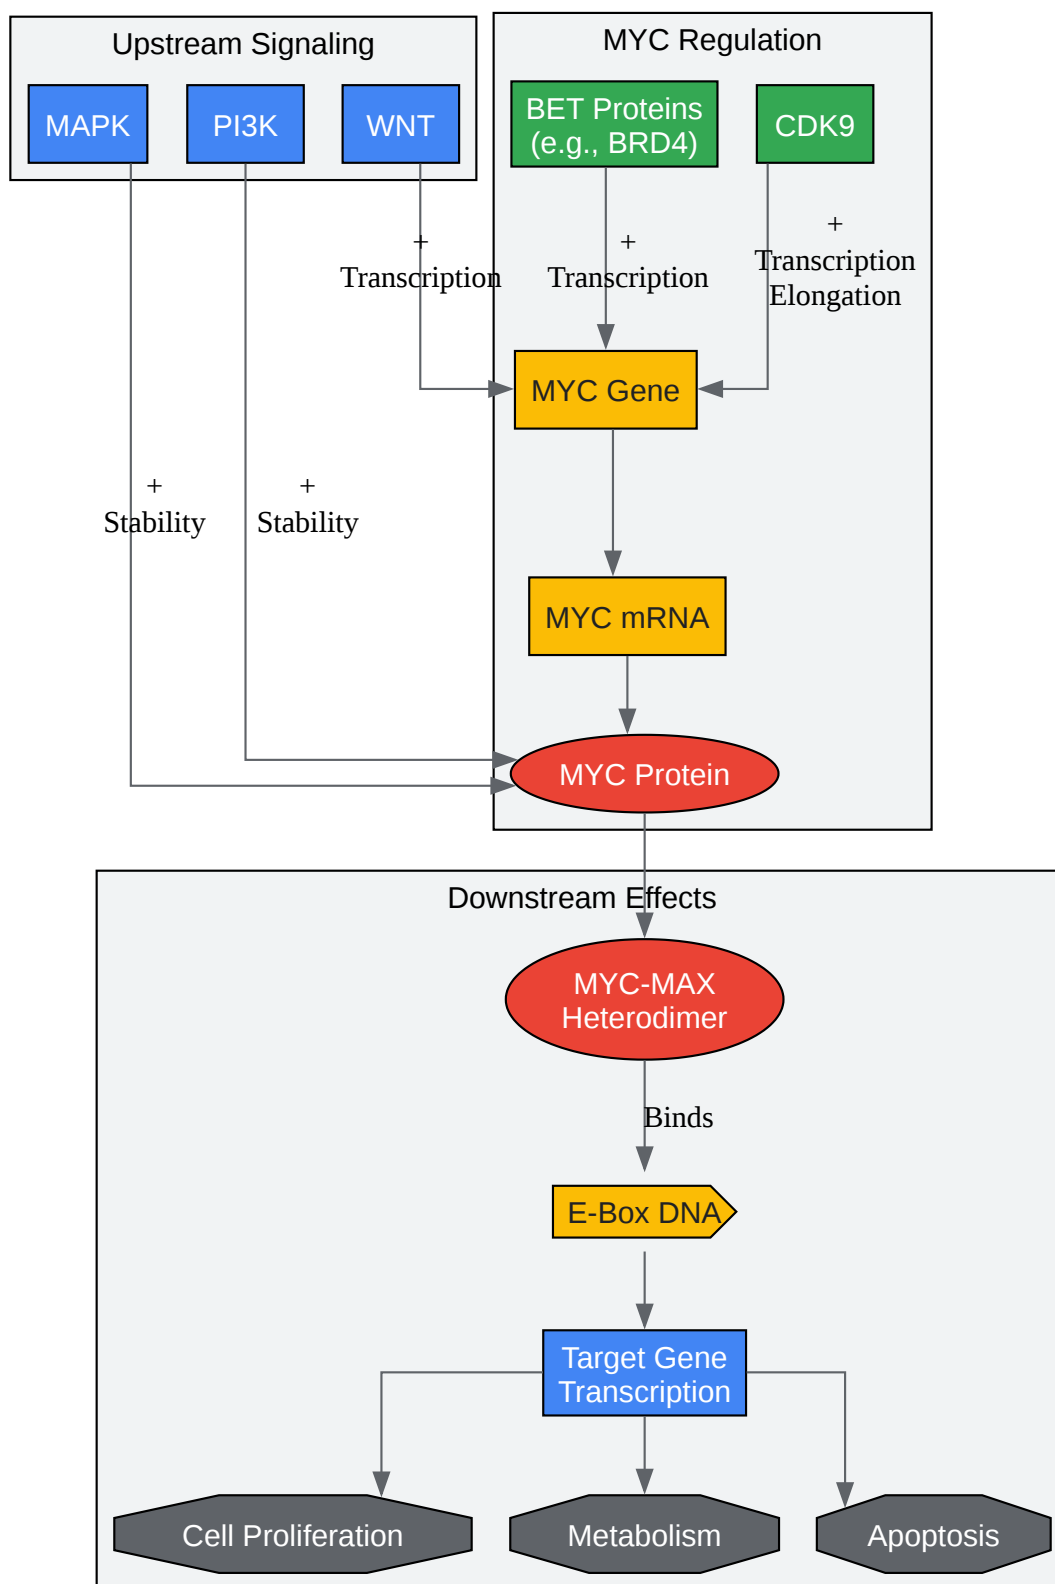 Upstream Signaling
MYC Regulation
MAPK
PI3K
WNT
BET Proteins
(e.g., BRD4)
CDK9
+
Transcription
+
Transcription
+
Transcription
Elongation
MYC Gene
+
Stability
+
Stability
MYC mRNA
MYC Protein
Downstream Effects
MYC-MAX
Heterodimer
Binds
E-Box DNA
Target Gene
Transcription
Cell Proliferation
Metabolism
Apoptosis